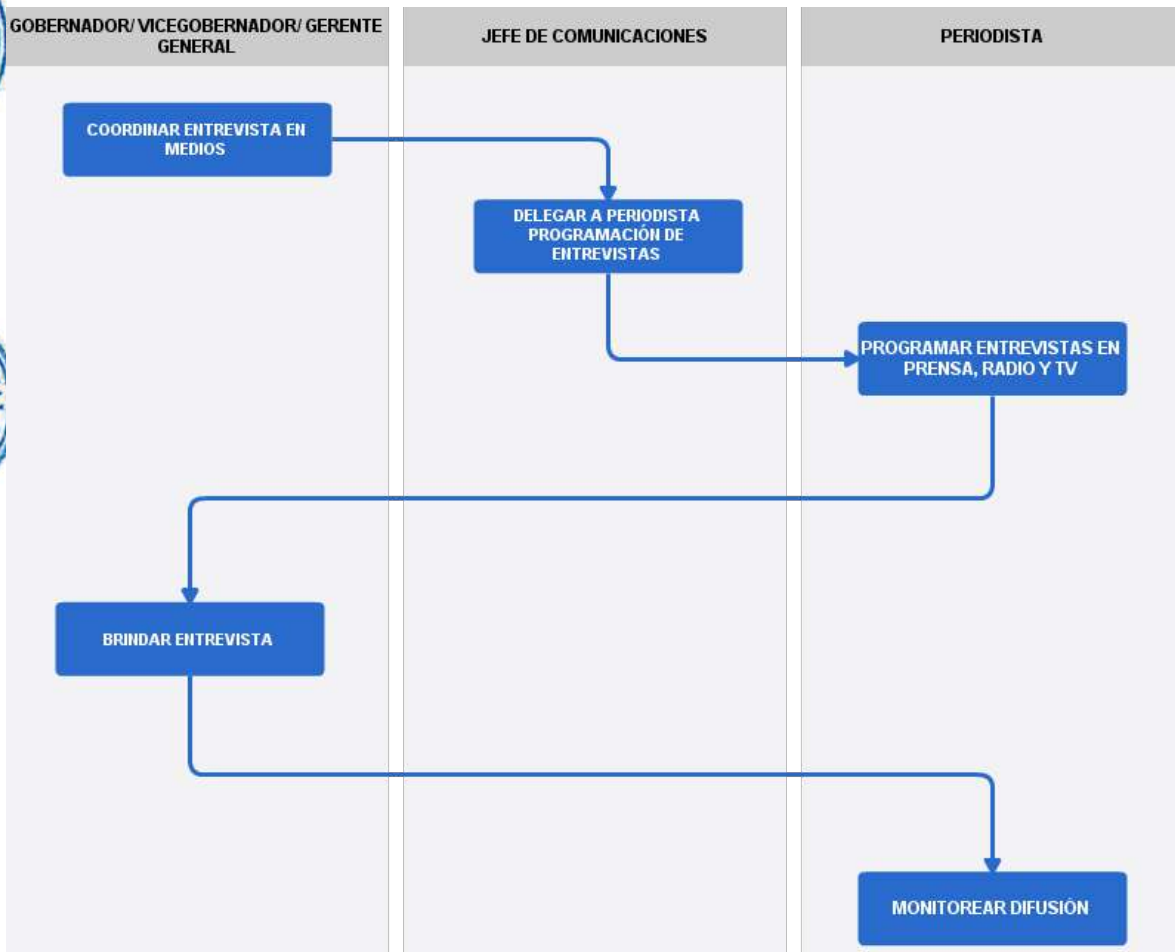 GOBERNADOR/ VICEGOBERNADOR/ GERENTE
GENERAL
JEFE DE COMUNICACIONES
PERIODISTA
COORDINAR ENTREVISTA EN
MEDIOS
DELEGAR A PERIODISTA
PROGRAMACIÓN DE
ENTREVISTAS
PROGRAMAR ENTREVISTAS EN
PRENSA, RADIO Y TV
BRINDAR ENTREVISTA
MONITOREAR DIFUSIÓN